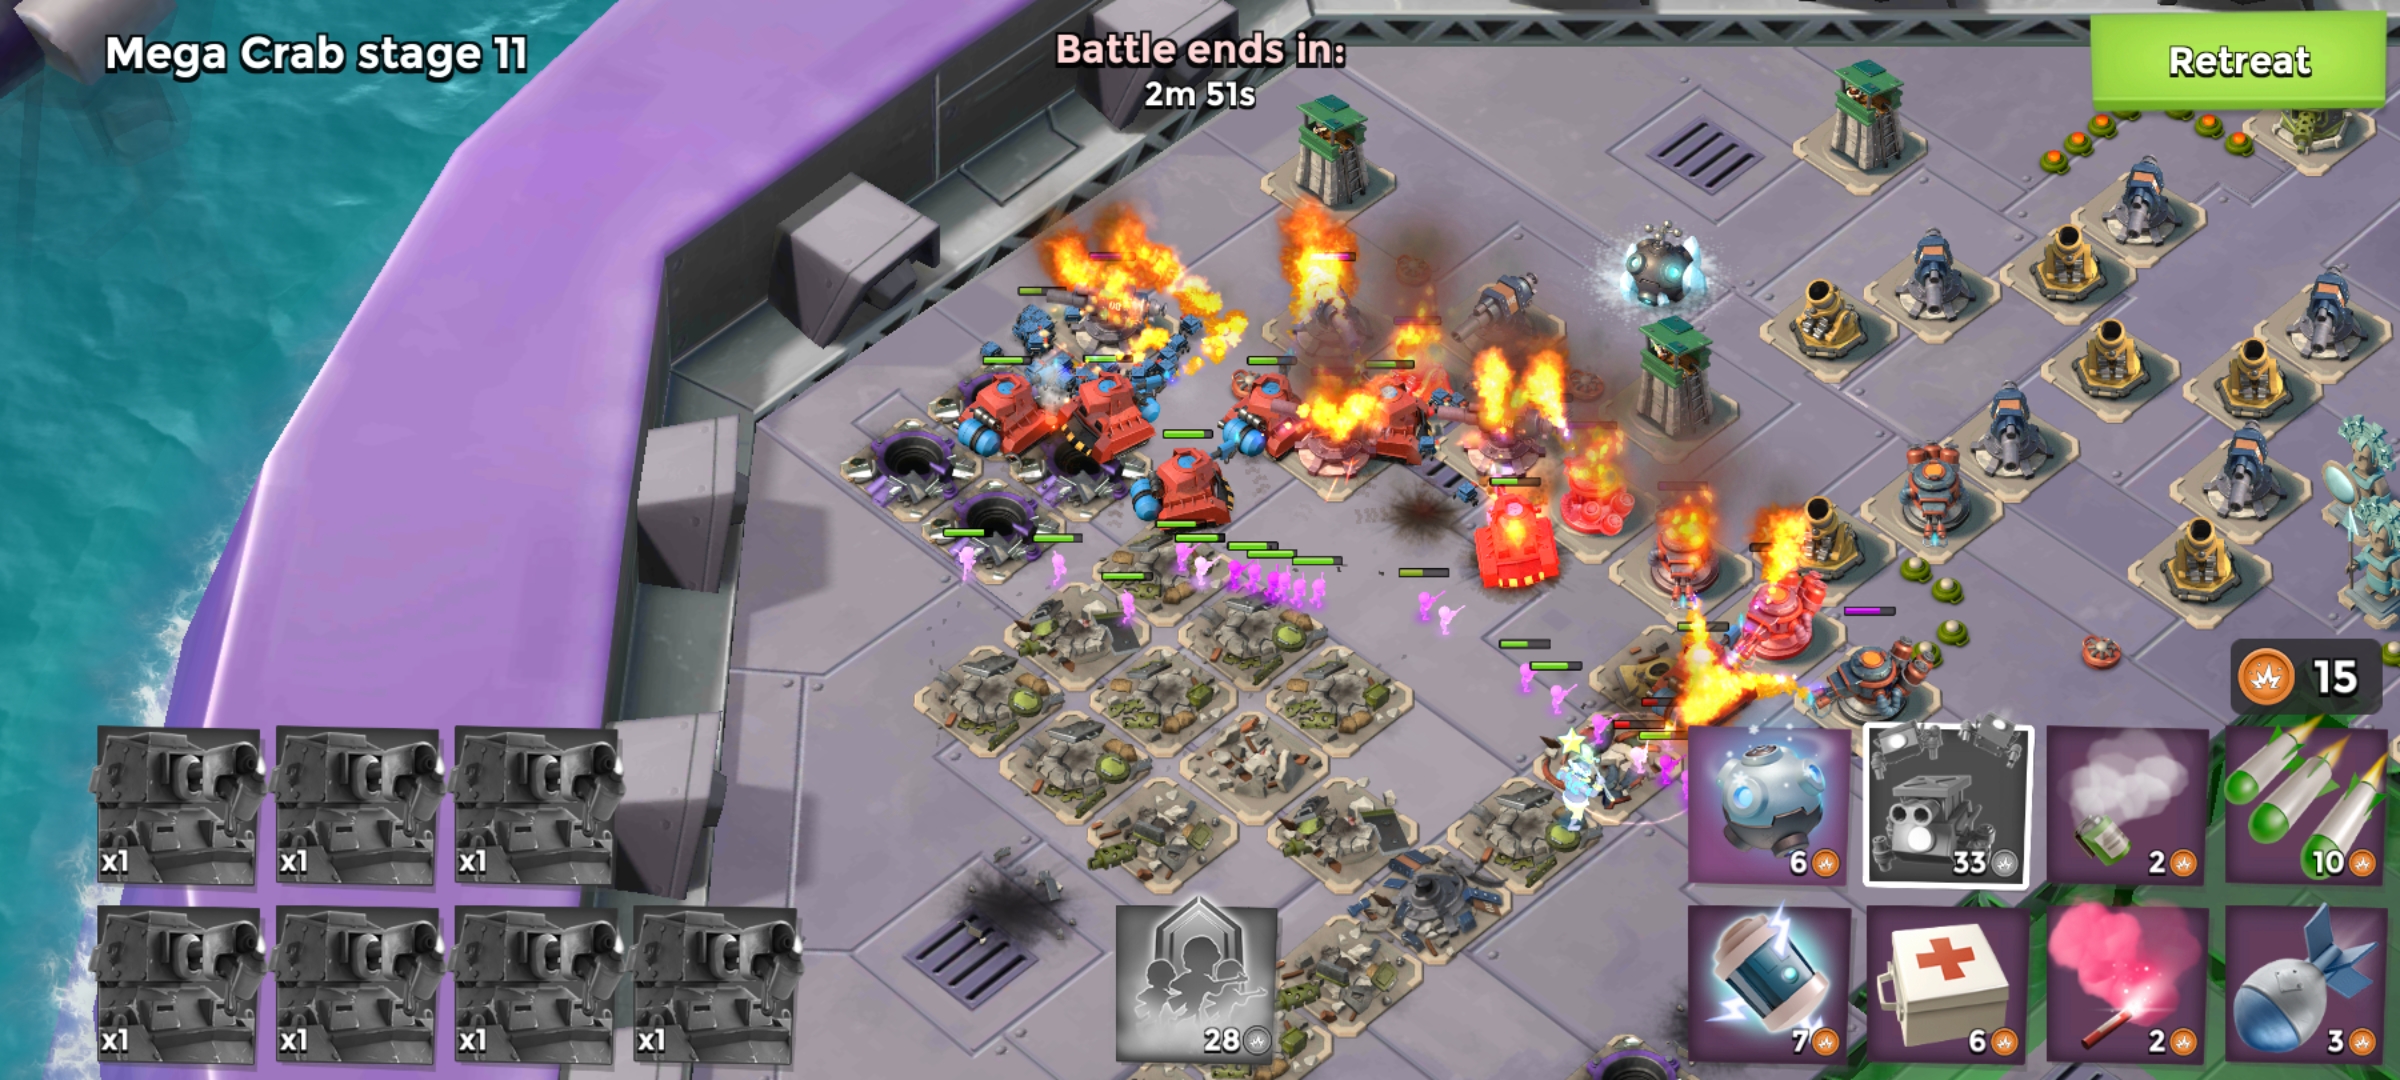 Mega Crab stage 11
Battle ends in:
2m 51s
Retreat
15
x1
x1
x1
6
33
2
10
x1
x1
x1
x1
28
7
6
2
3